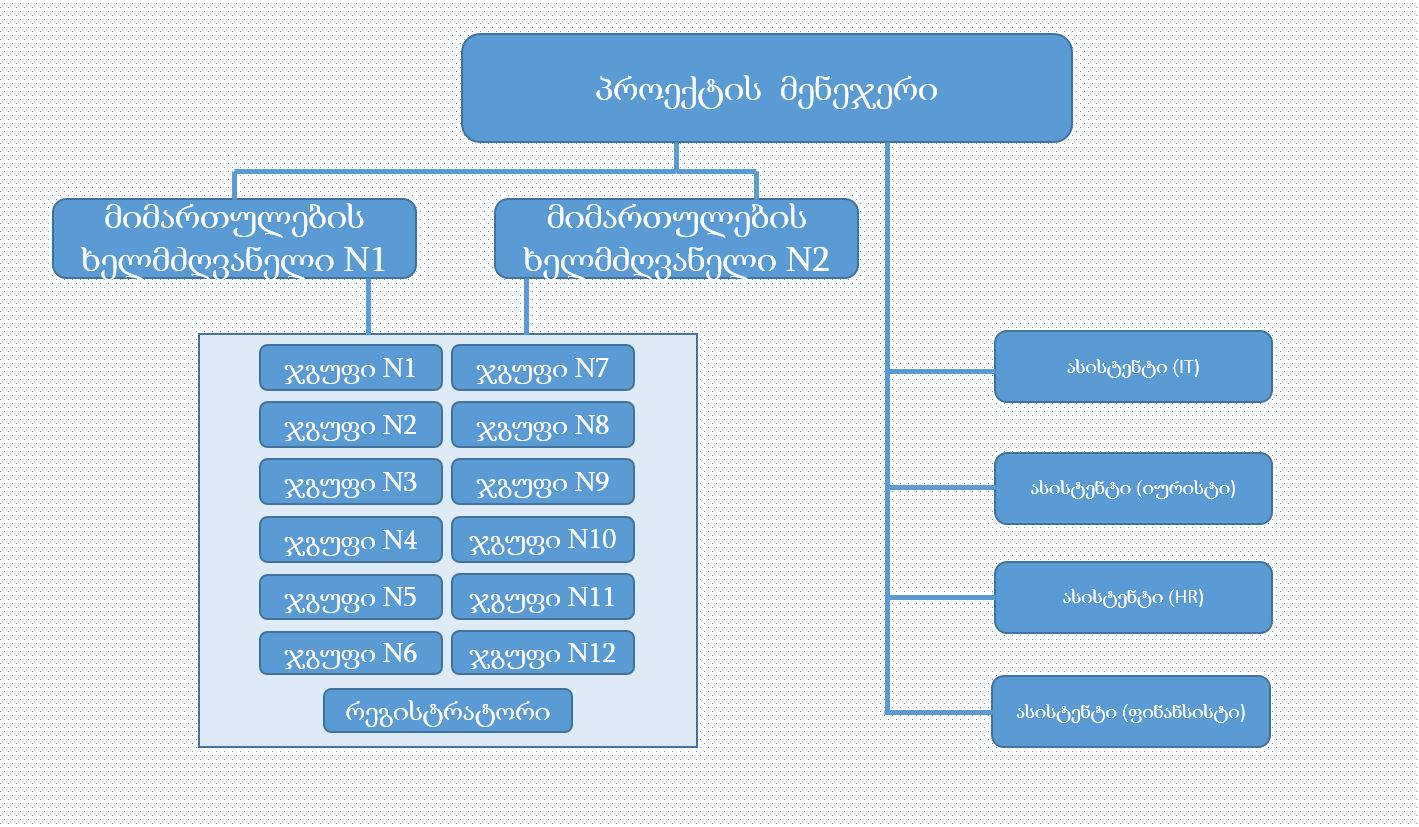 პროექტის მენეჯერი
მიმართულების
ხელმძღვანელი N1
მიმართულების
ხელმძღვანელი N2
ჯგუფი N1
ჯგუფი N7
ჯგუფი N2
ჯგუფი N8
ჯგუფი N3
ჯგუფი N9
ჯგუფი N4
ჯგუფი N10
ჯგუფი N5
ჯგუფი N11
ჯგუფი N6
ჯგუფი N12
რეგისტრატორი
ასისტენტი (IT)
ასისტენტი (იურისტი)
ასისტენტი (HR)
ასისტენტი (ფინანსისტი)